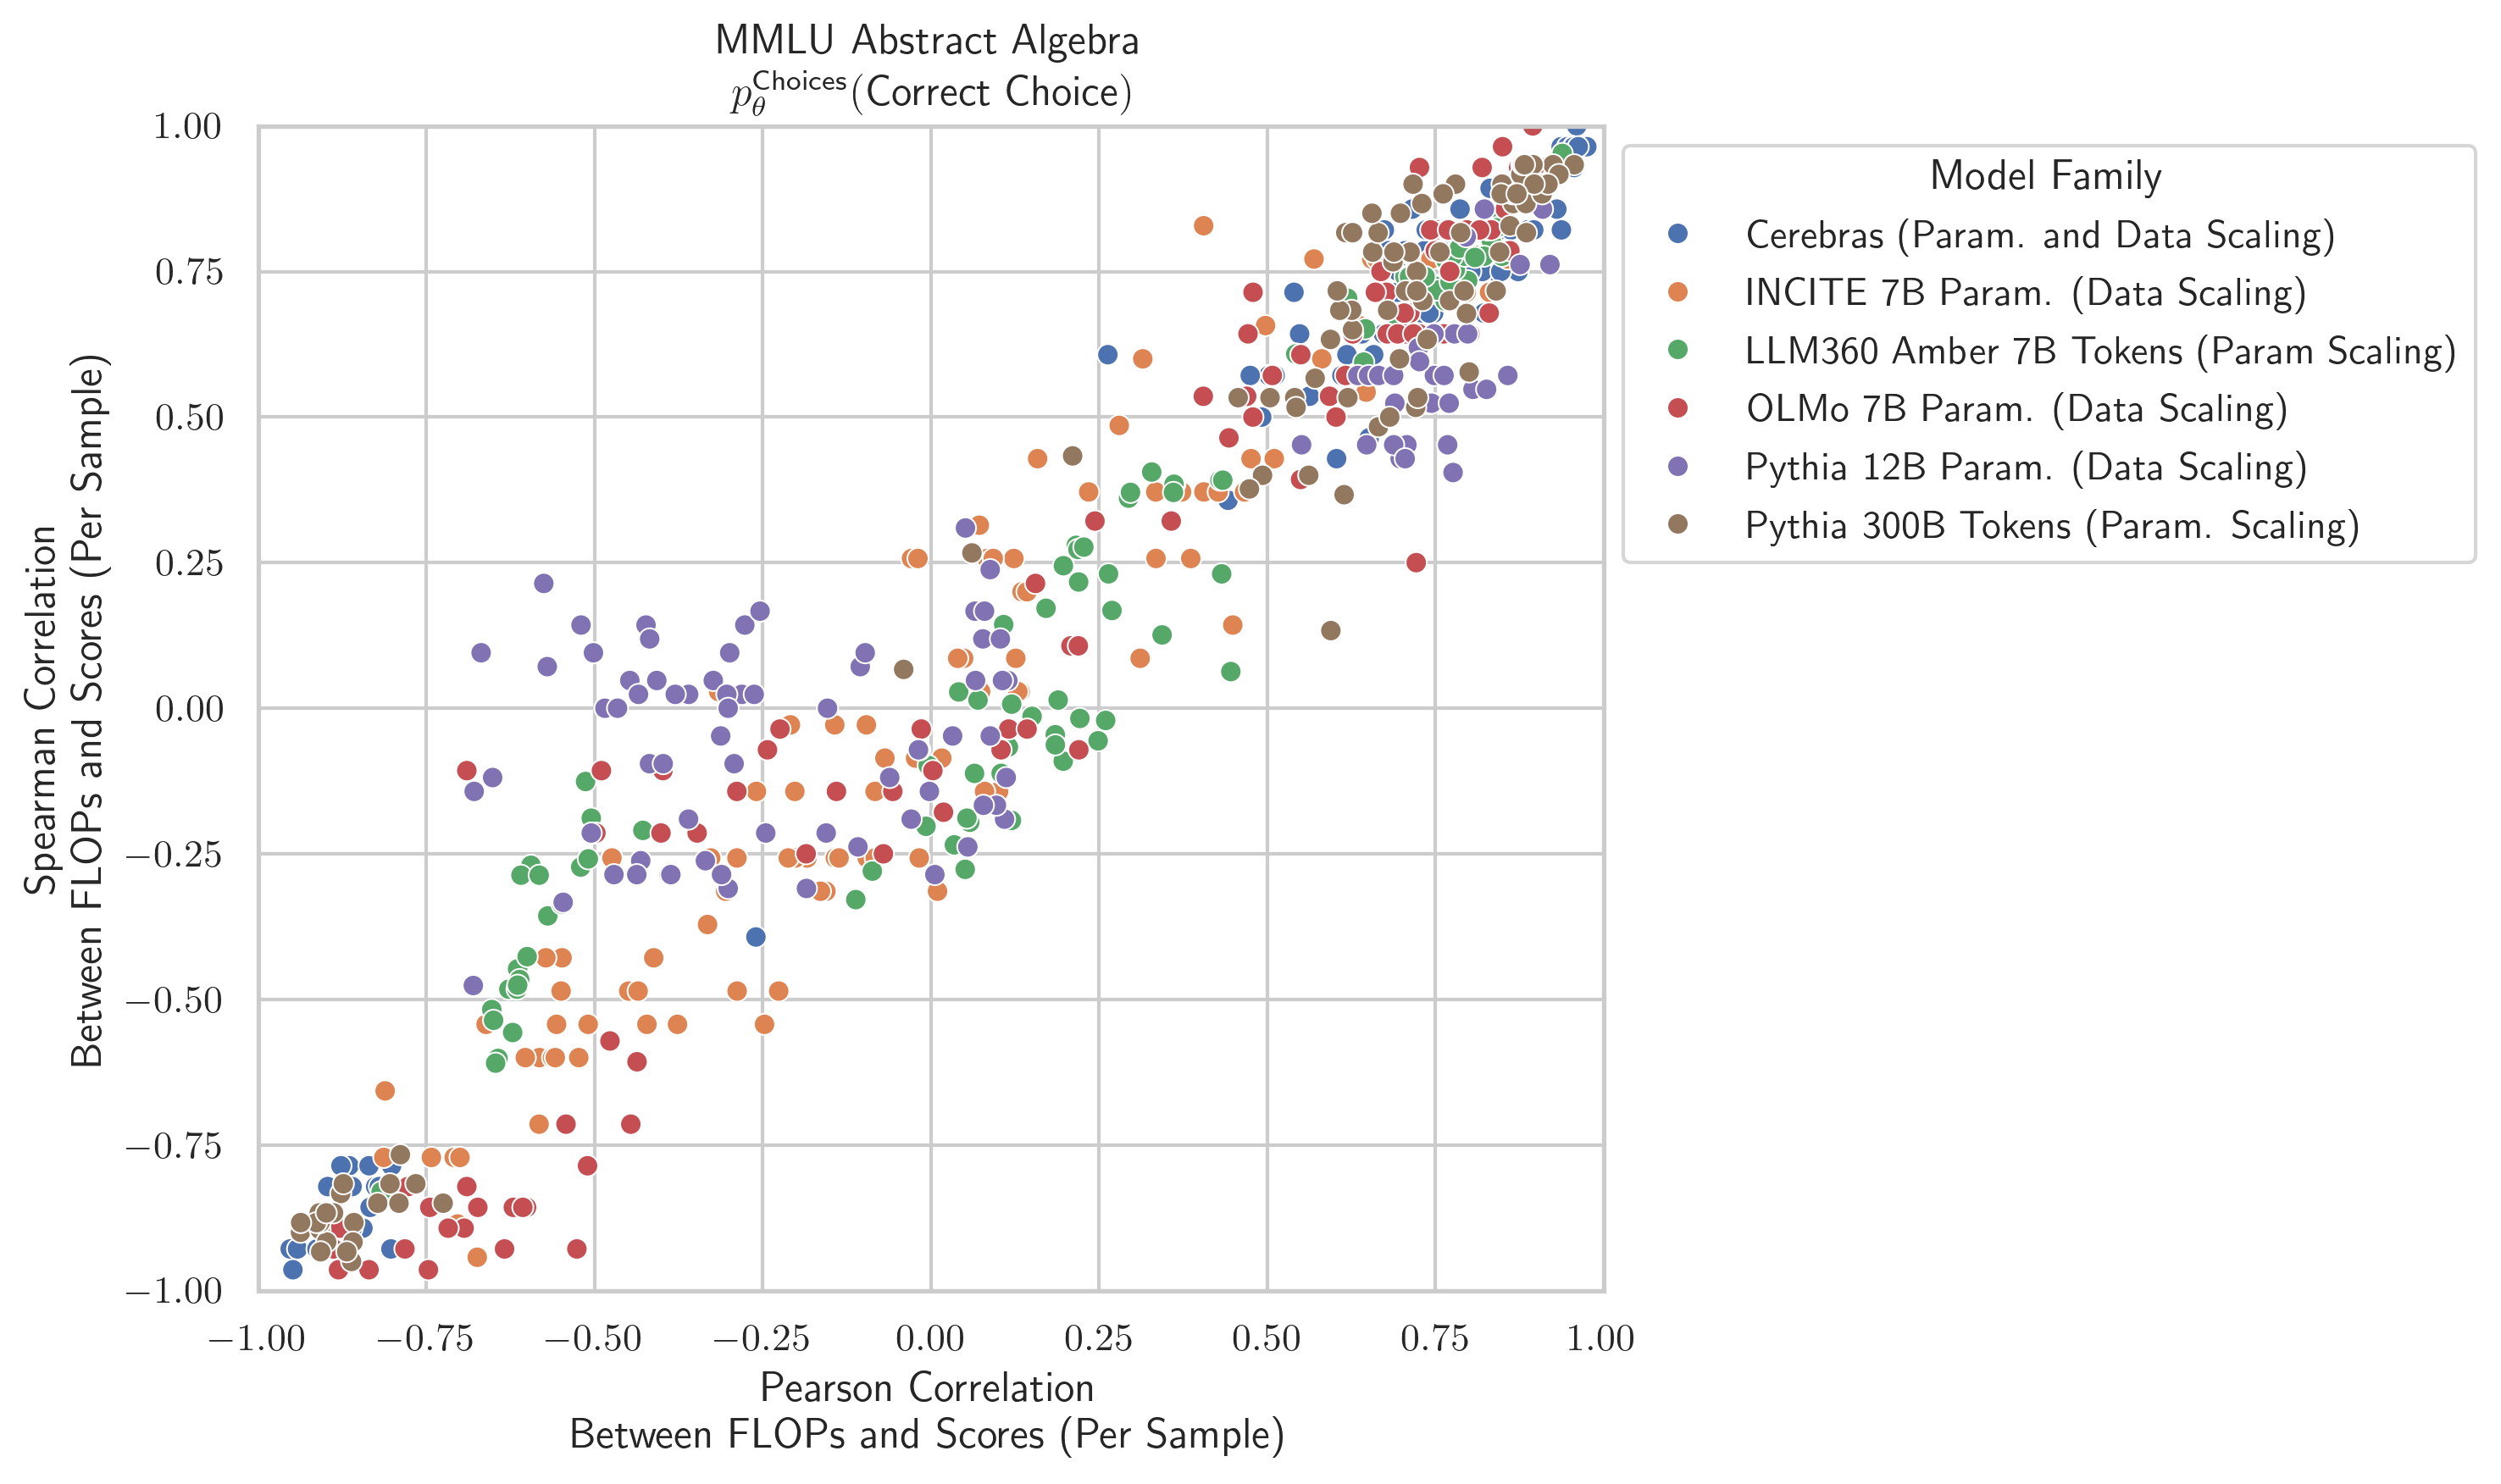 MMLU Abstract Algebra
p_θ^Choices(Correct Choice)
1.00
0.75
0.50
0.25
0.00
−0.25
−0.50
−0.75
−1.00
Spearman Correlation
Between FLOPs and Scores (Per Sample)
−1.00 −0.75 −0.50 −0.25 0.00 0.25 0.50 0.75 1.00
Pearson Correlation
Between FLOPs and Scores (Per Sample)
Model Family
Cerebras (Param. and Data Scaling)
INCITE 7B Param. (Data Scaling)
LLM360 Amber 7B Tokens (Param Scaling)
OLMo 7B Param. (Data Scaling)
Pythia 12B Param. (Data Scaling)
Pythia 300B Tokens (Param. Scaling)